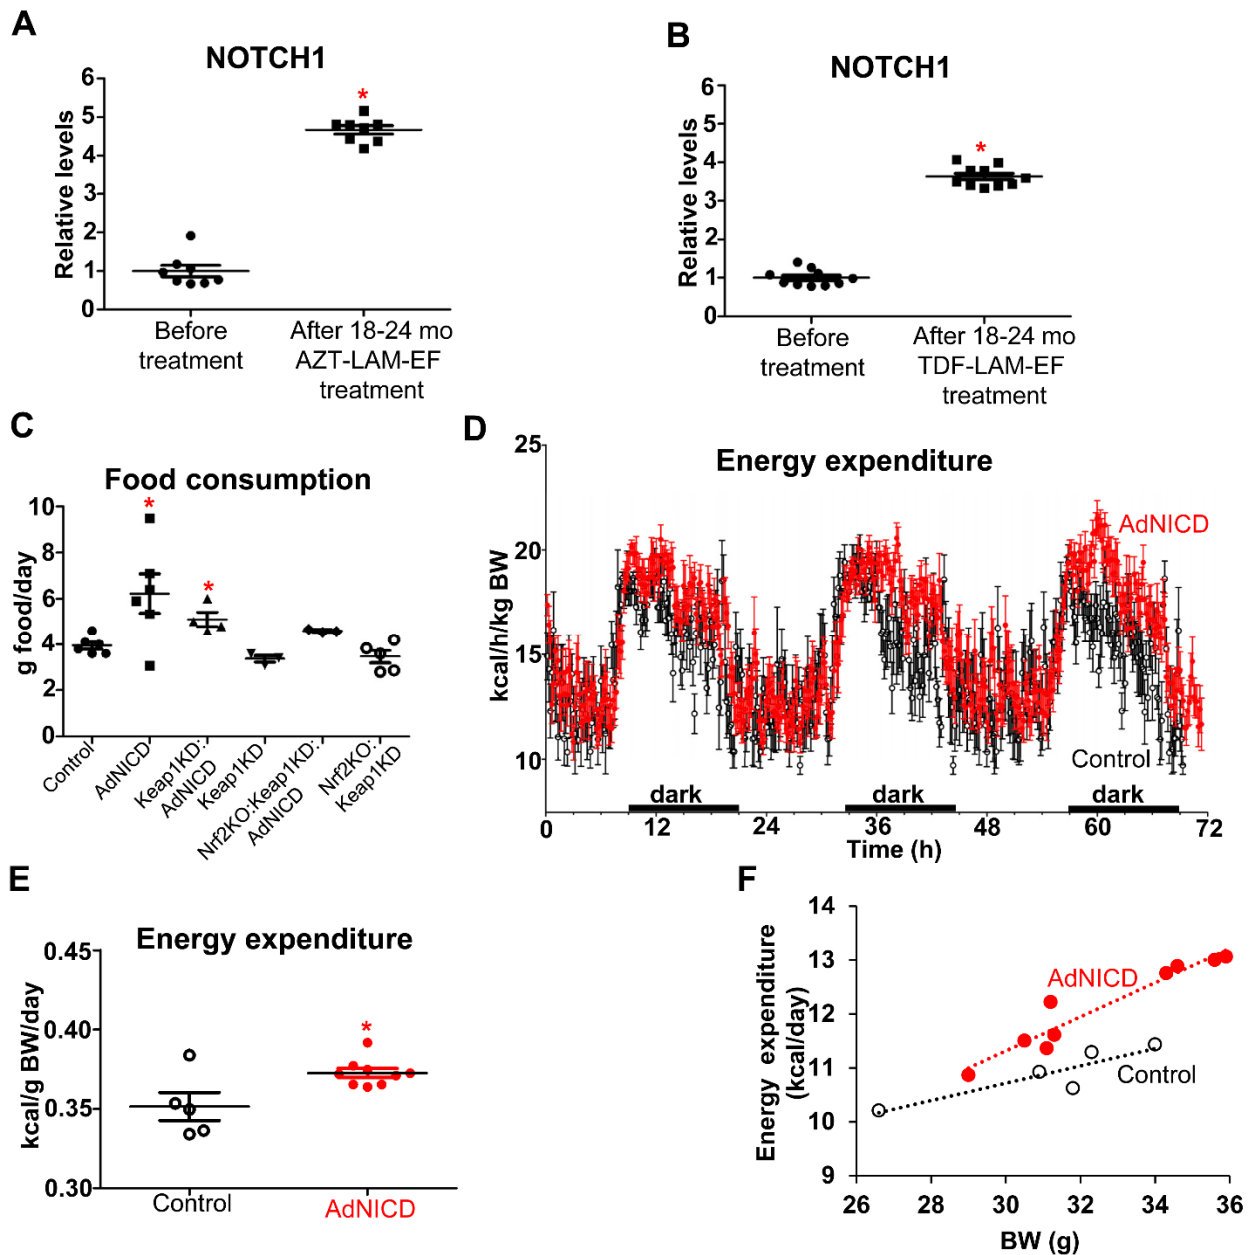 A
NOTCH1
Relative levels
6
5
4
3
2
1
0
*
Before
treatment
After 18-24 mo
AZT-LAM-EF
treatment
B
NOTCH1
Relative levels
6
5
4
3
2
1
0
*
Before
treatment
After 18-24 mo
TDF-LAM-EF
treatment
C
Food consumption
g food/day
10
8
6
4
2
0
*
*
Control
AdNICD
Keap1KD:
AdNICD
Keap1KD
Nrf2KO:Keap1KD:
AdNICD
Nrf2KO:
Keap1KD
D
Energy expenditure
kcal/h/kg BW
25
20
15
10
AdNICD
Control
dark
dark
dark
0 12 24 36 48 60 72
Time (h)
E
Energy expenditure
kcal/g BW/day
0.45
0.40
0.35
0.30
*
Control
AdNICD
F
Energy expenditure
(kcal/day)
14
13
12
11
10
9
AdNICD
Control
26 28 30 32 34 36
BW (g)